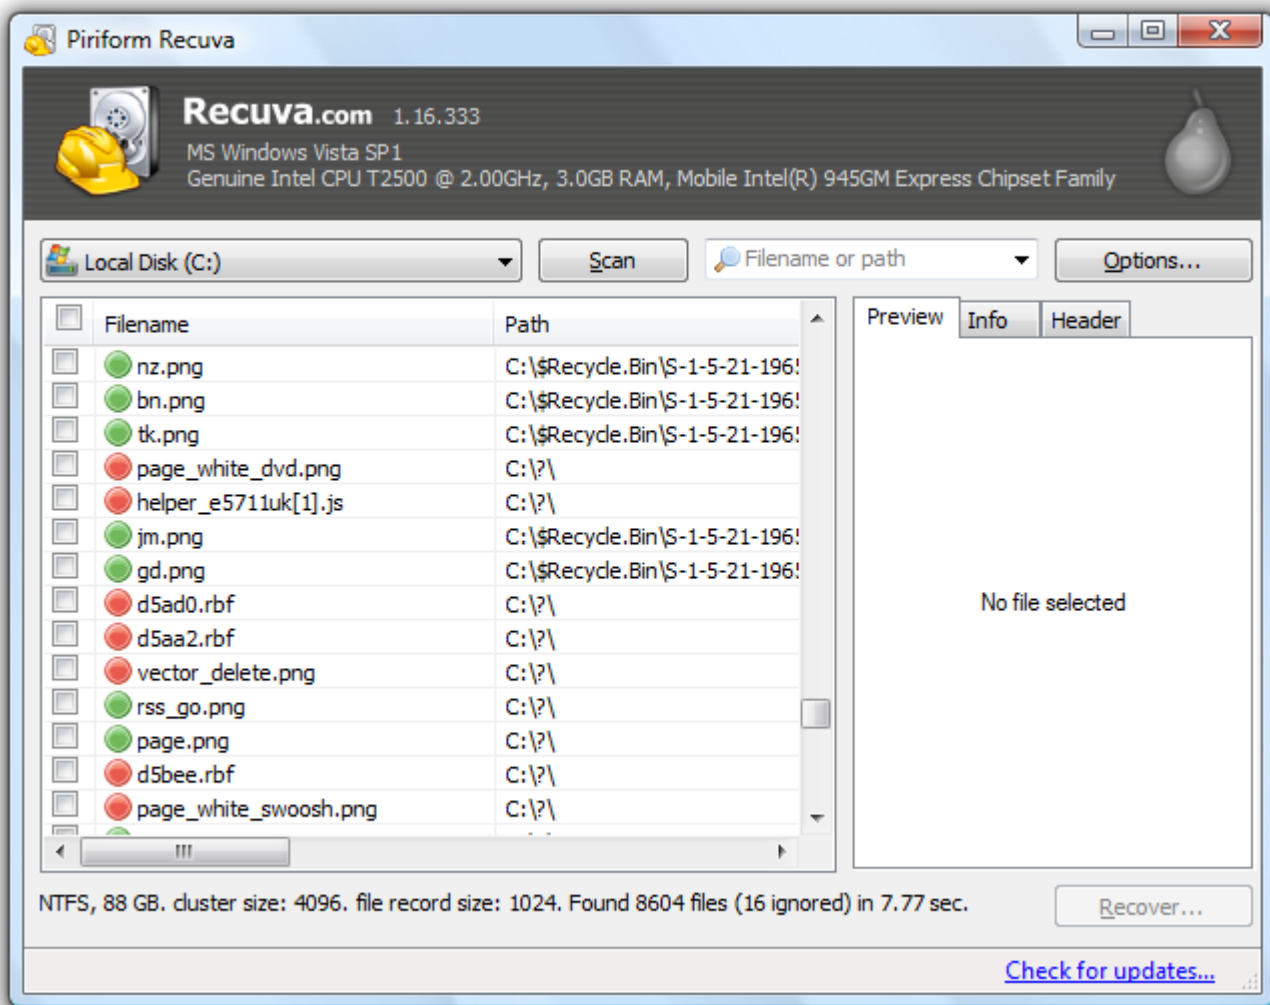 Piriform Recuva
Recuva.com 1.16.333
MS Windows Vista SP1
Genuine Intel CPU T2500 @ 2.00GHz, 3.0GB RAM, Mobile Intel(R) 945GM Express Chipset Family
Local Disk (C:) Scan Filename or path Options...
Filename Path Preview Info Header
nz.png C:\$Recycle.Bin\S-1-5-21-1965
bn.png C:\$Recycle.Bin\S-1-5-21-1965
tk.png C:\$Recycle.Bin\S-1-5-21-1965
page_white_dvd.png C:\?\
helper_e5711uk[1].js C:\?\
jm.png C:\$Recycle.Bin\S-1-5-21-1965
gd.png C:\$Recycle.Bin\S-1-5-21-1965
d5ad0.rbf C:\?\ No file selected
d5aa2.rbf C:\?\
vector_delete.png C:\?\
rss_go.png C:\?\
page.png C:\?\
d5bee.rbf C:\?\
page_white_swoosh.png C:\?\
NTFS, 88 GB. cluster size: 4096. file record size: 1024. Found 8604 files (16 ignored) in 7.77 sec. Recover...
Check for updates...